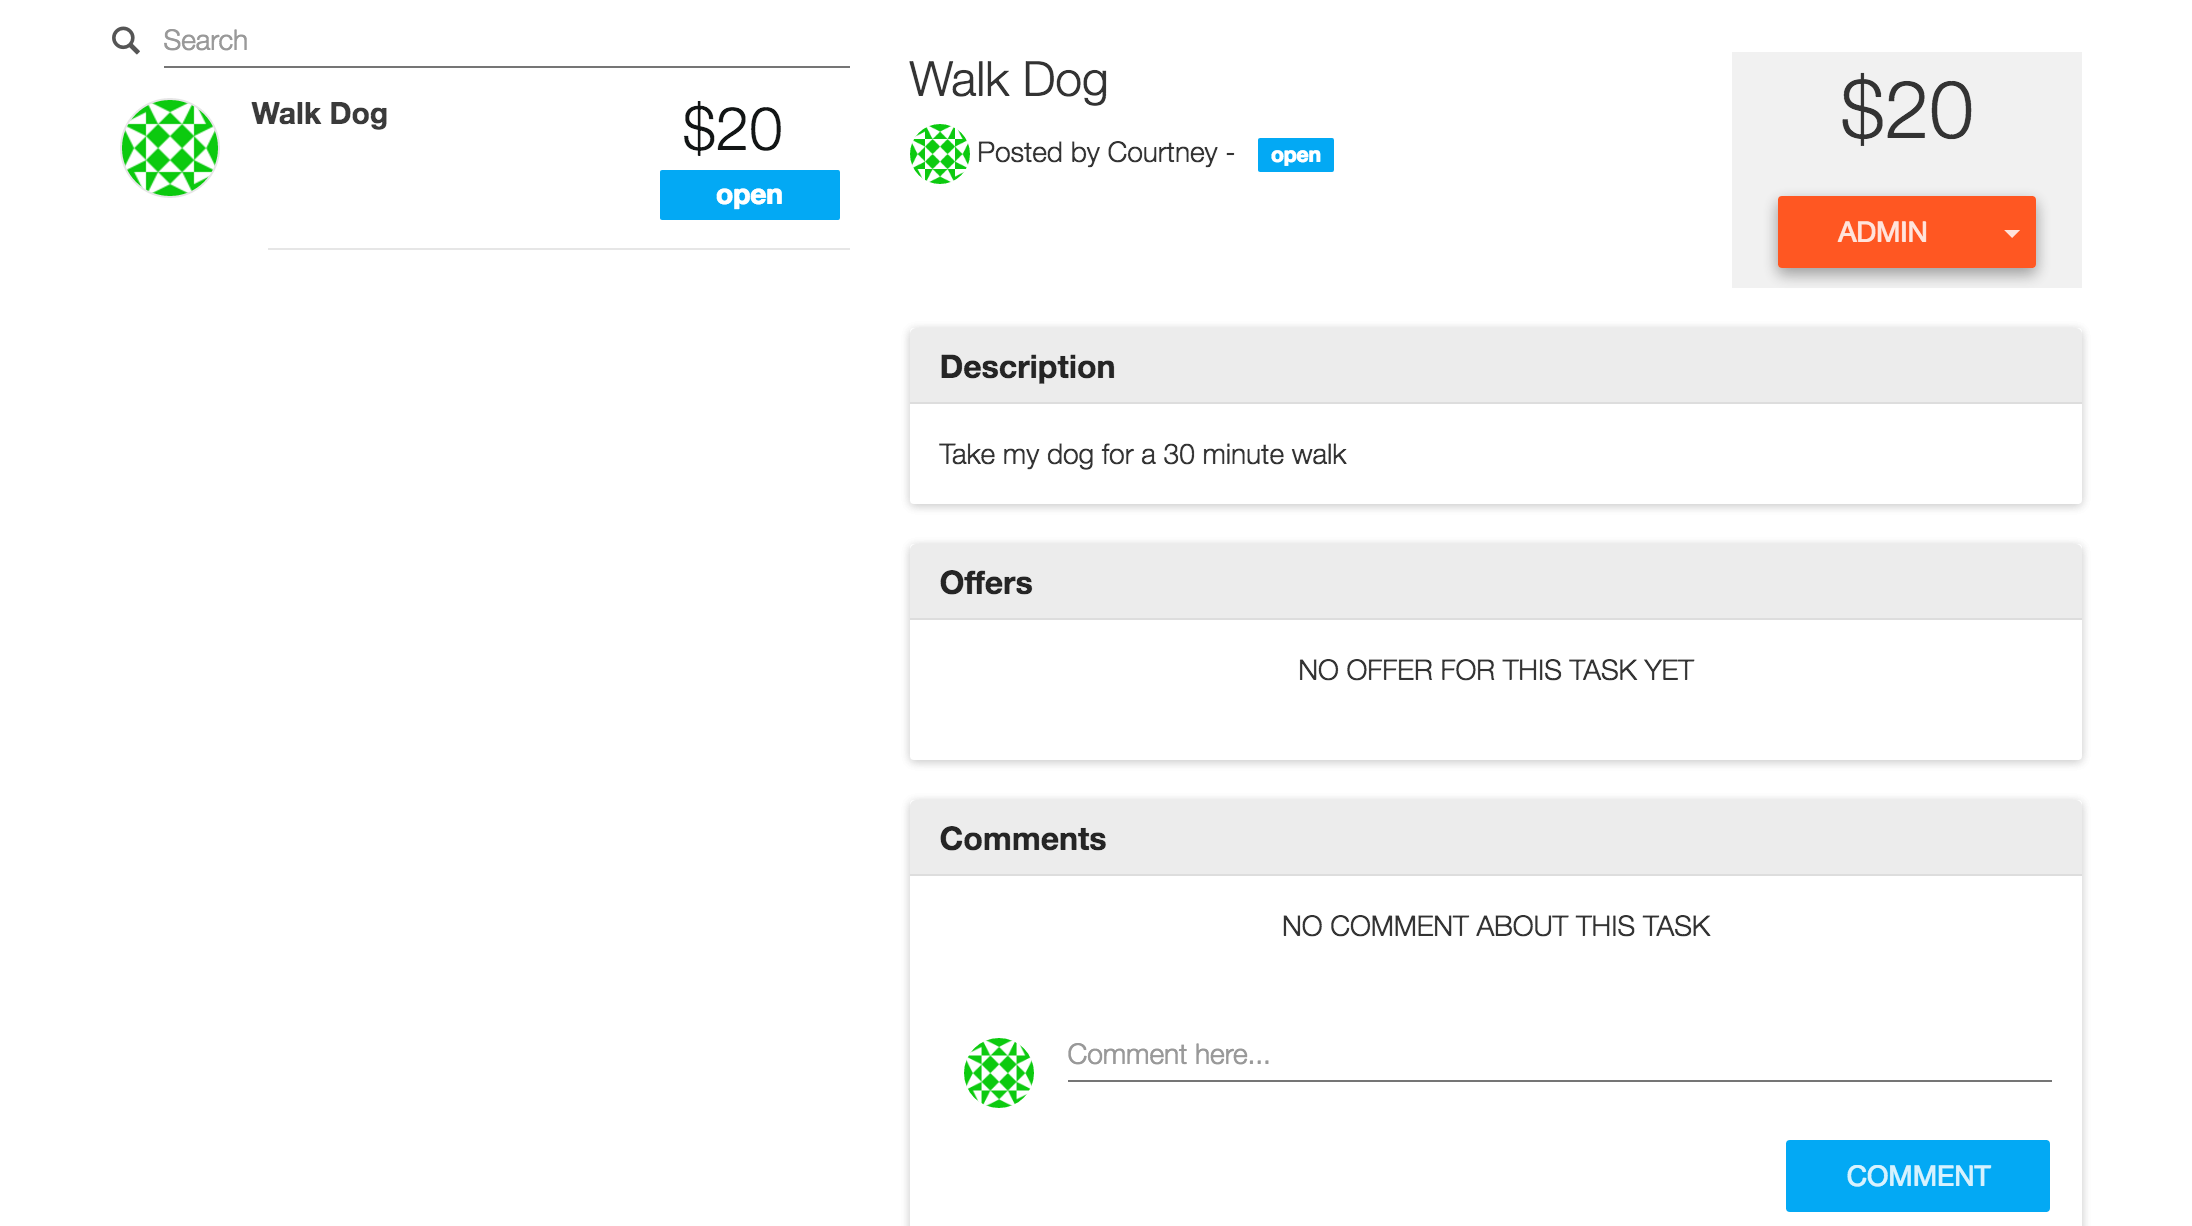 Search
Walk Dog
$20
open
Walk Dog
Posted by Courtney - open
$20
ADMIN
Description
Take my dog for a 30 minute walk
Offers
NO OFFER FOR THIS TASK YET
Comments
NO COMMENT ABOUT THIS TASK
Comment here...
COMMENT